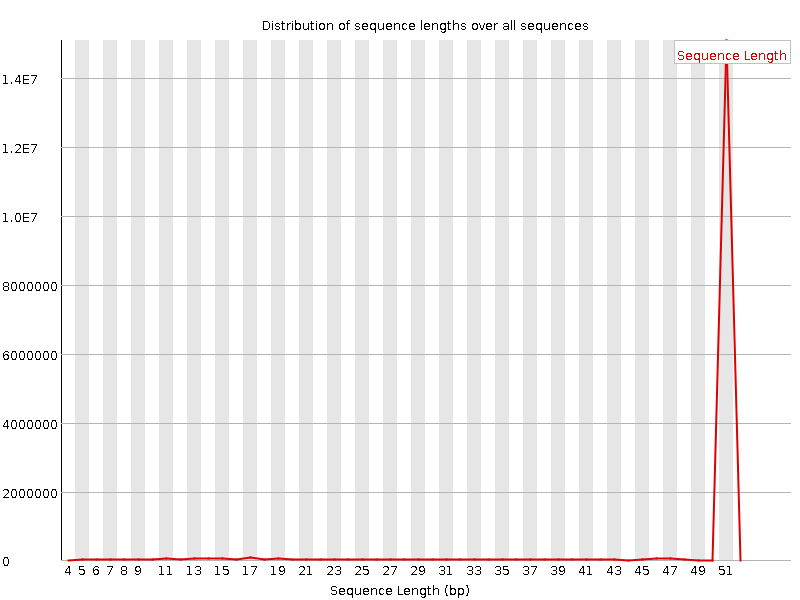 Distribution of sequence lengths over all sequences
Sequence Length
1.4E7
1.2E7
1.0E7
8000000
6000000
4000000
2000000
0
4 5 6 7 8 9 11 13 15 17 19 21 23 25 27 29 31 33 35 37 39 41 43 45 47 49 51
Sequence Length (bp)